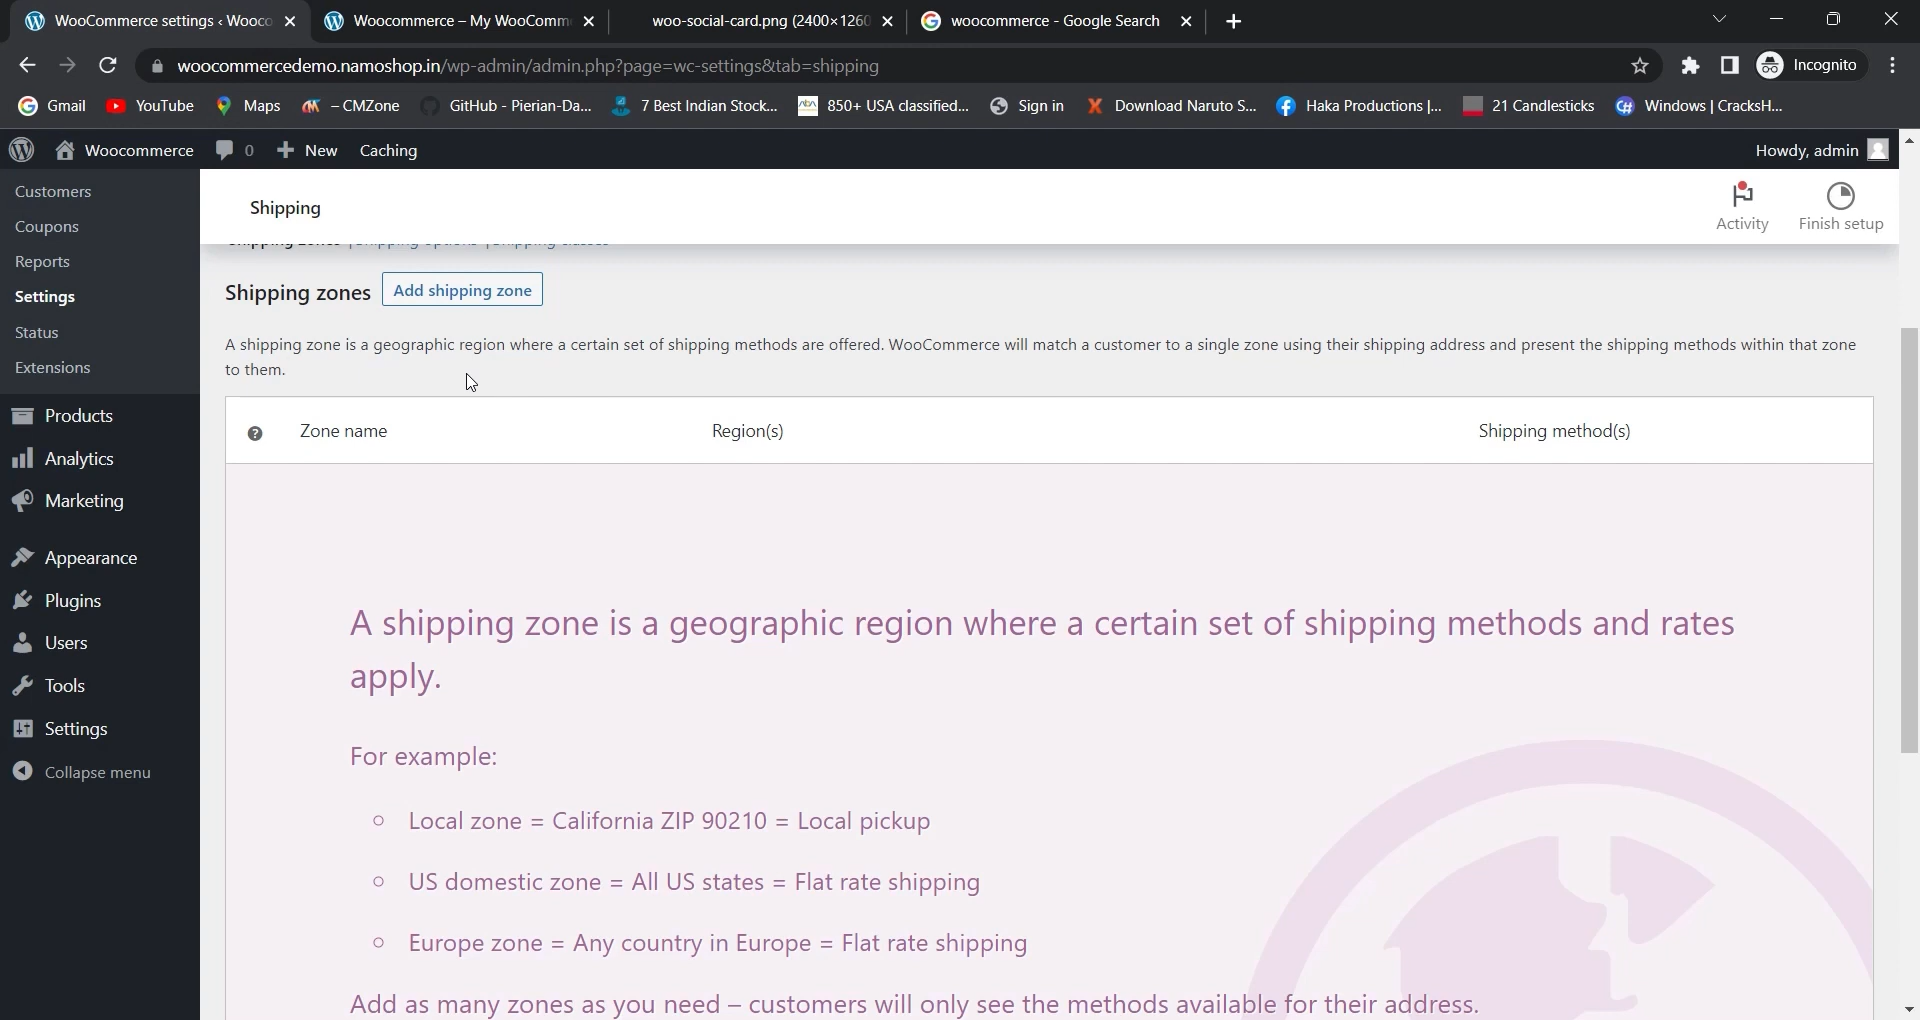 WooCommerce settings ‹ Wooco
Woocommerce – My WooComm
woo-social-card.png (2400×1260
woocommerce - Google Search
woocommercedemo.namoshop.in/wp-admin/admin.php?page=wc-settings&tab=shipping
Incognito
Gmail
YouTube
Maps
– CMZone
GitHub - Pierian-Da...
7 Best Indian Stock...
850+ USA classified...
Sign in
Download Naruto S...
Haka Productions |...
21 Candlesticks
Windows | CracksH...
Woocommerce
0
New
Caching
Howdy, admin
Customers
Coupons
Reports
Settings
Status
Extensions
Products
Analytics
Marketing
Appearance
Plugins
Users
Tools
Settings
Collapse menu
Shipping
Activity
Finish setup
Shipping zones | Shipping options | Shipping classes
Shipping zones
Add shipping zone
A shipping zone is a geographic region where a certain set of shipping methods are offered. WooCommerce will match a customer to a single zone using their shipping address and present the shipping methods within that zone
to them.
Zone name
Region(s)
Shipping method(s)
A shipping zone is a geographic region where a certain set of shipping methods and rates
apply.
For example:
Local zone = California ZIP 90210 = Local pickup
US domestic zone = All US states = Flat rate shipping
Europe zone = Any country in Europe = Flat rate shipping
Add as many zones as you need – customers will only see the methods available for their address.